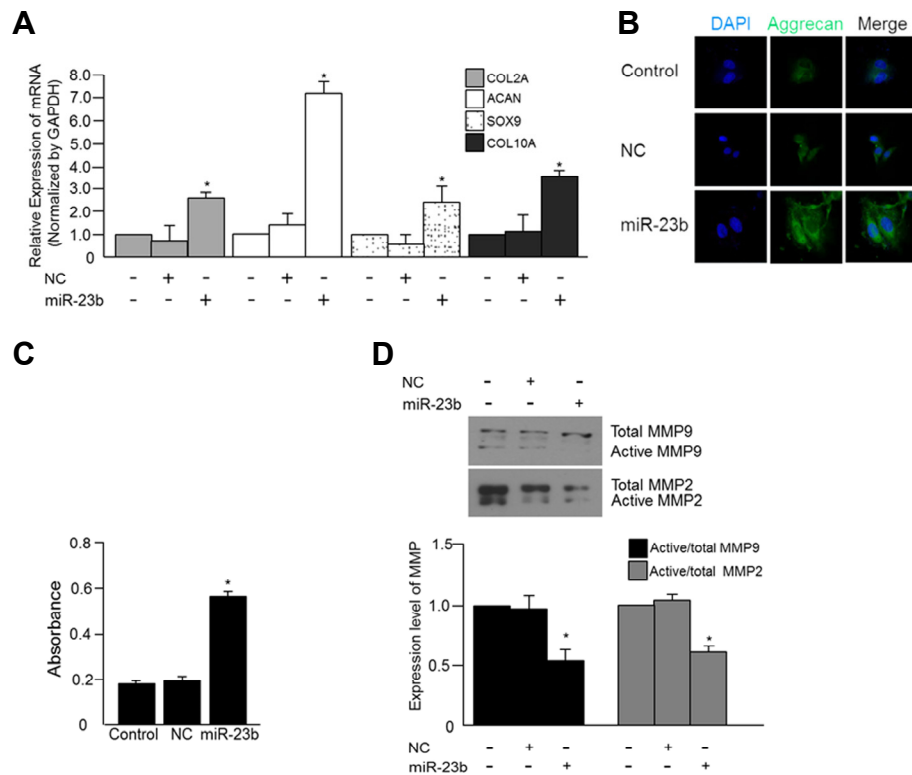 A
Relative Expression of mRNA
(Normalized by GAPDH)
8.0
7.0
6.0
5.0
4.0
3.0
2.0
1.0
0
COL2A
ACAN
SOX9
COL10A
* * * *
NC - + - - + - - + - - + -
miR-23b - - + - - + - - + - - +
B
DAPI Aggrecan Merge
Control
NC
miR-23b
C
Absorbance
0.8
0.6
0.4
0.2
0
*
Control NC miR-23b
D
NC - + -
miR-23b - - +
Total MMP9
Active MMP9
Total MMP2
Active MMP2
Expression level of MMP
1.5
1.0
0.5
0
Active/total MMP9
Active/total MMP2
* *
NC - + - - + -
miR-23b - - + - - +